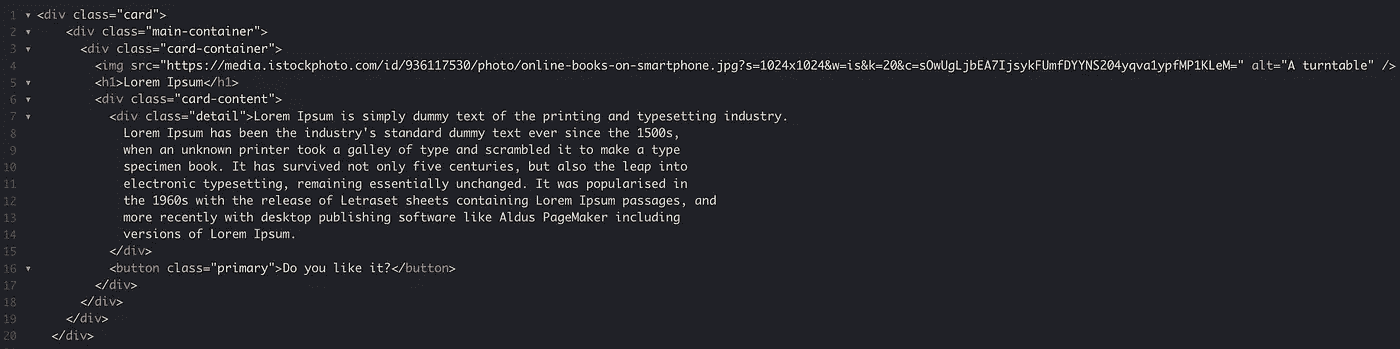 1 ▾ <div class="card">
2 ▾ <div class="main-container">
3 ▾ <div class="card-container">
4 <img src="https://media.istockphoto.com/id/936117530/photo/online-books-on-smartphone.jpg?s=1024x1024&w=is&k=20&c=sOwUgLjbEA7IjsykFUmfDYYNS204yqva1ypfMP1KLeM=" alt="A turntable" />
5 ▾ <h1>Lorem Ipsum</h1>
6 ▾ <div class="card-content">
7 ▾ <div class="detail">Lorem Ipsum is simply dummy text of the printing and typesetting industry.
8 Lorem Ipsum has been the industry's standard dummy text ever since the 1500s,
9 when an unknown printer took a galley of type and scrambled it to make a type
10 specimen book. It has survived not only five centuries, but also the leap into
11 electronic typesetting, remaining essentially unchanged. It was popularised in
12 the 1960s with the release of Letraset sheets containing Lorem Ipsum passages, and
13 more recently with desktop publishing software like Aldus PageMaker including
14 versions of Lorem Ipsum.
15 </div>
16 ▾ <button class="primary">Do you like it?</button>
17 </div>
18 </div>
19 </div>
20 </div>